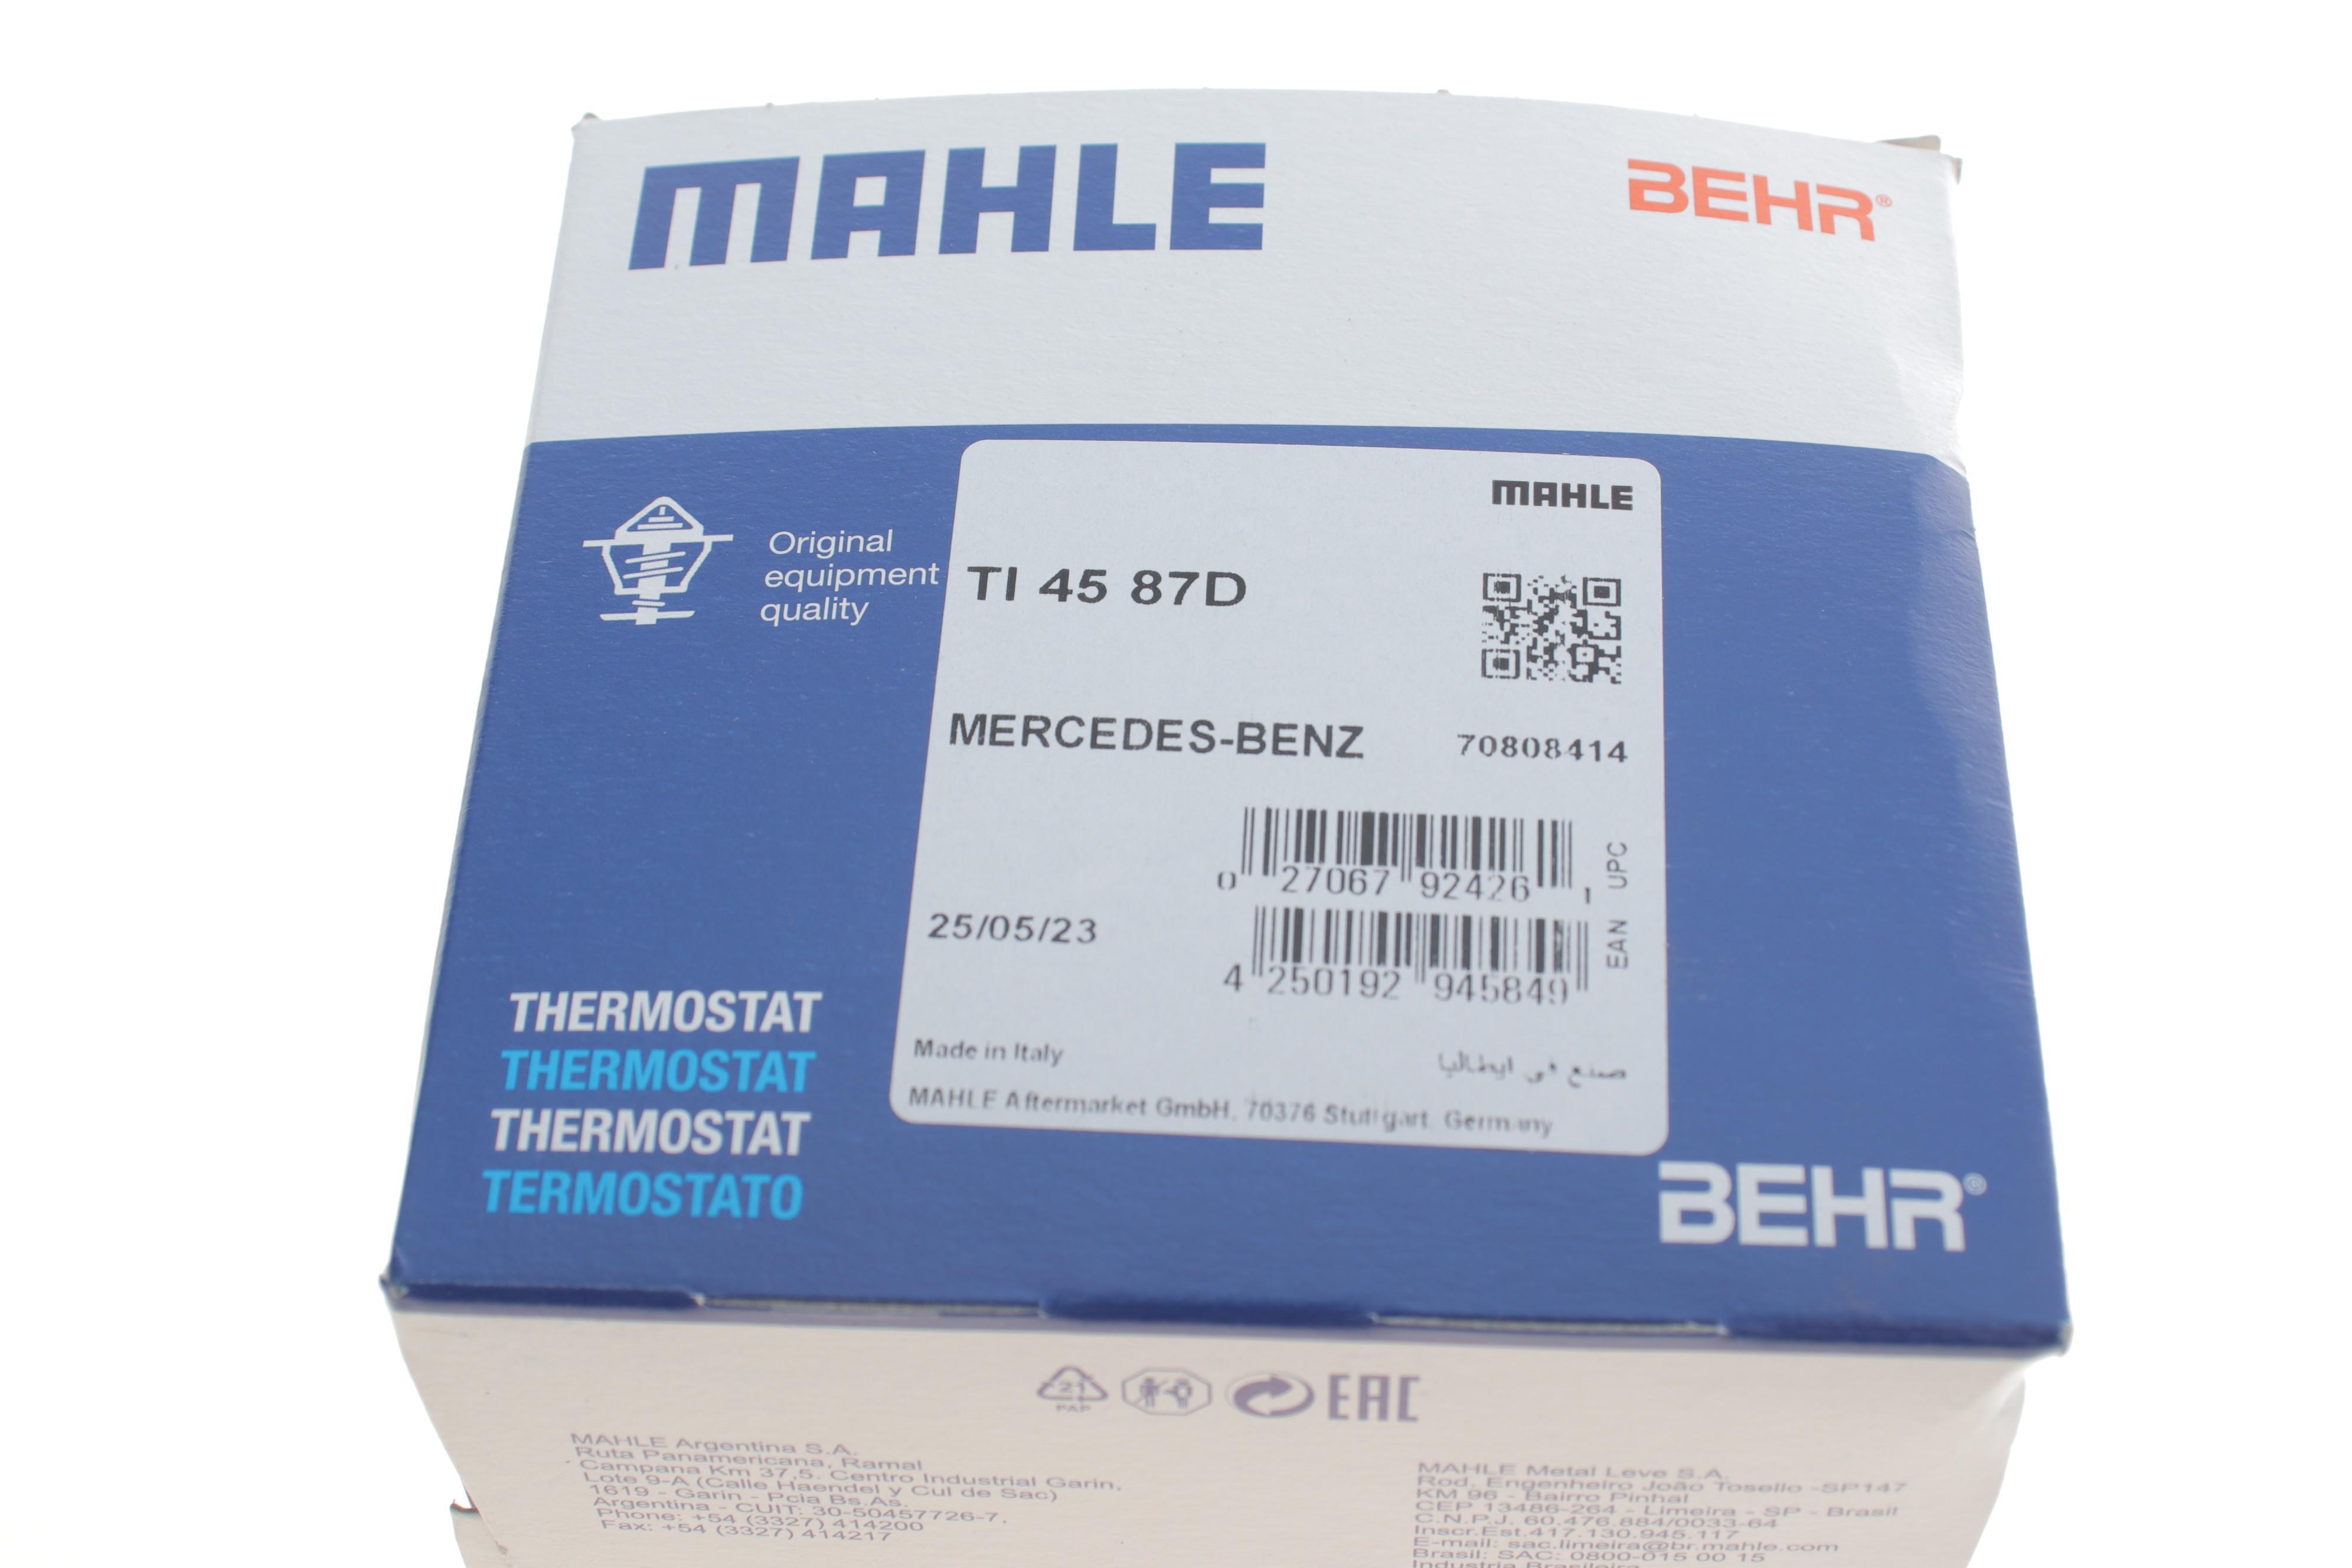 MAHLE
BEHR®
Original
equipment
quality
MAHLE
TI 45 87D
MERCEDES-BENZ
70808414
0 27067 92426 1
UPC
25/05/23
4 250192 945849
EAN
Made in Italy
صنع في ايطاليا
MAHLE Aftermarket GmbH, 70376 Stuttgart, Germany
THERMOSTAT
THERMOSTAT
THERMOSTAT
TERMOSTATO
BEHR®
21
PAP
EAC
MAHLE Argentina S.A.
Ruta Panamericana, Ramal
Campana Km 37,5. Centro Industrial Garin,
Lote 9-A (Calle Haendel y Cul de Sac)
1619 - Garin - Pcia Bs.As.
Argentina - CUIT: 30-50457726-7,
Phone: +54 (3327) 414200
Fax: +54 (3327) 414217
MAHLE Metal Leve S.A.
Rod. Engenheiro João Tosello -SP147
KM 96 - Bairro Pinhal
CEP 13486-264 - Limeira - SP - Brasil
C.N.P.J. 60.476.884/0033-64
Inscr.Est.417.130.945.117
E-mail: sac.limeira@br.mahle.com
Brasil: SAC: 0800-015 00 15
Industria Brasileira